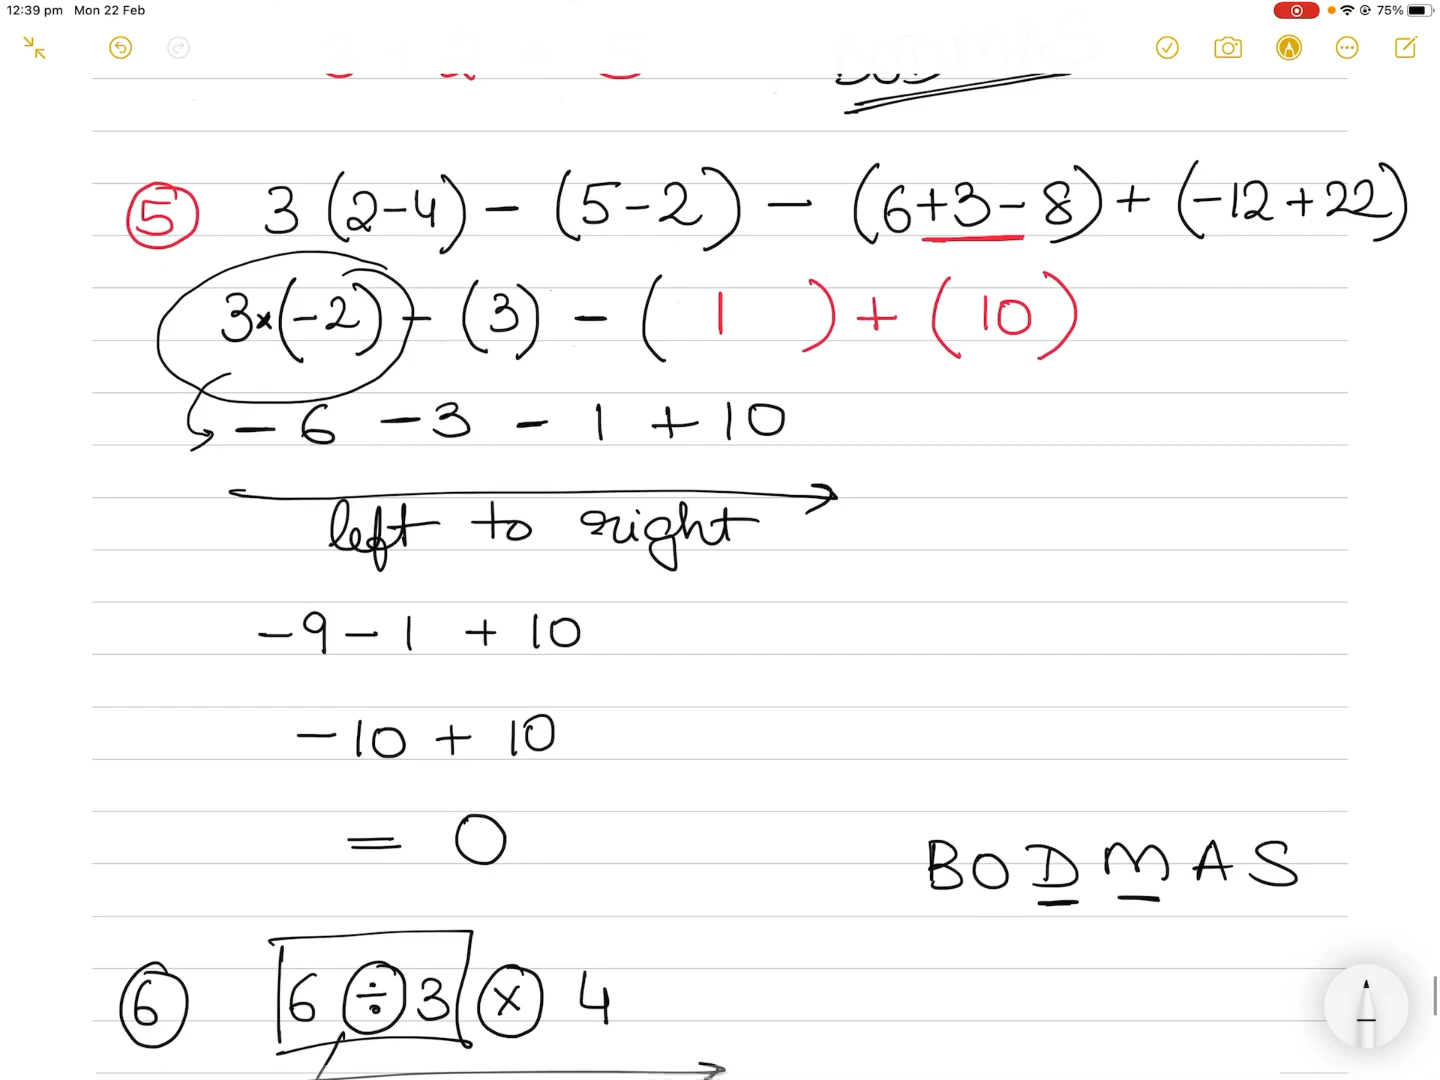 12:39 pm Mon 22 Feb 75%
5 3 (2-4) - (5-2) - (6+3-8) + (-12+22)
3×(-2) - (3) - ( 1 ) + ( 10 )
- 6 - 3 - 1 + 10
left to right
-9 - 1 + 10
-10 + 10
= 0
BODMAS
6 6 ÷ 3 × 4